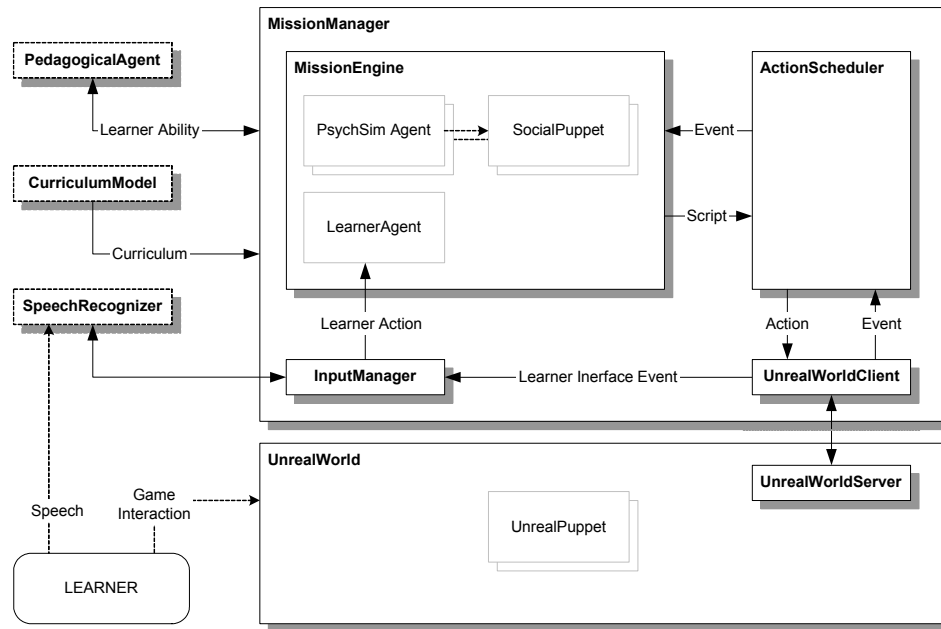 MissionManager
PedagogicalAgent
MissionEngine
ActionScheduler
PsychSim Agent
SocialPuppet
Learner Ability
Event
CurriculumModel
LearnerAgent
Script
Curriculum
SpeechRecognizer
Learner Action
Action
Event
InputManager
Learner Inerface Event
UnrealWorldClient
UnrealWorld
UnrealWorldServer
Game
Interaction
Speech
UnrealPuppet
LEARNER